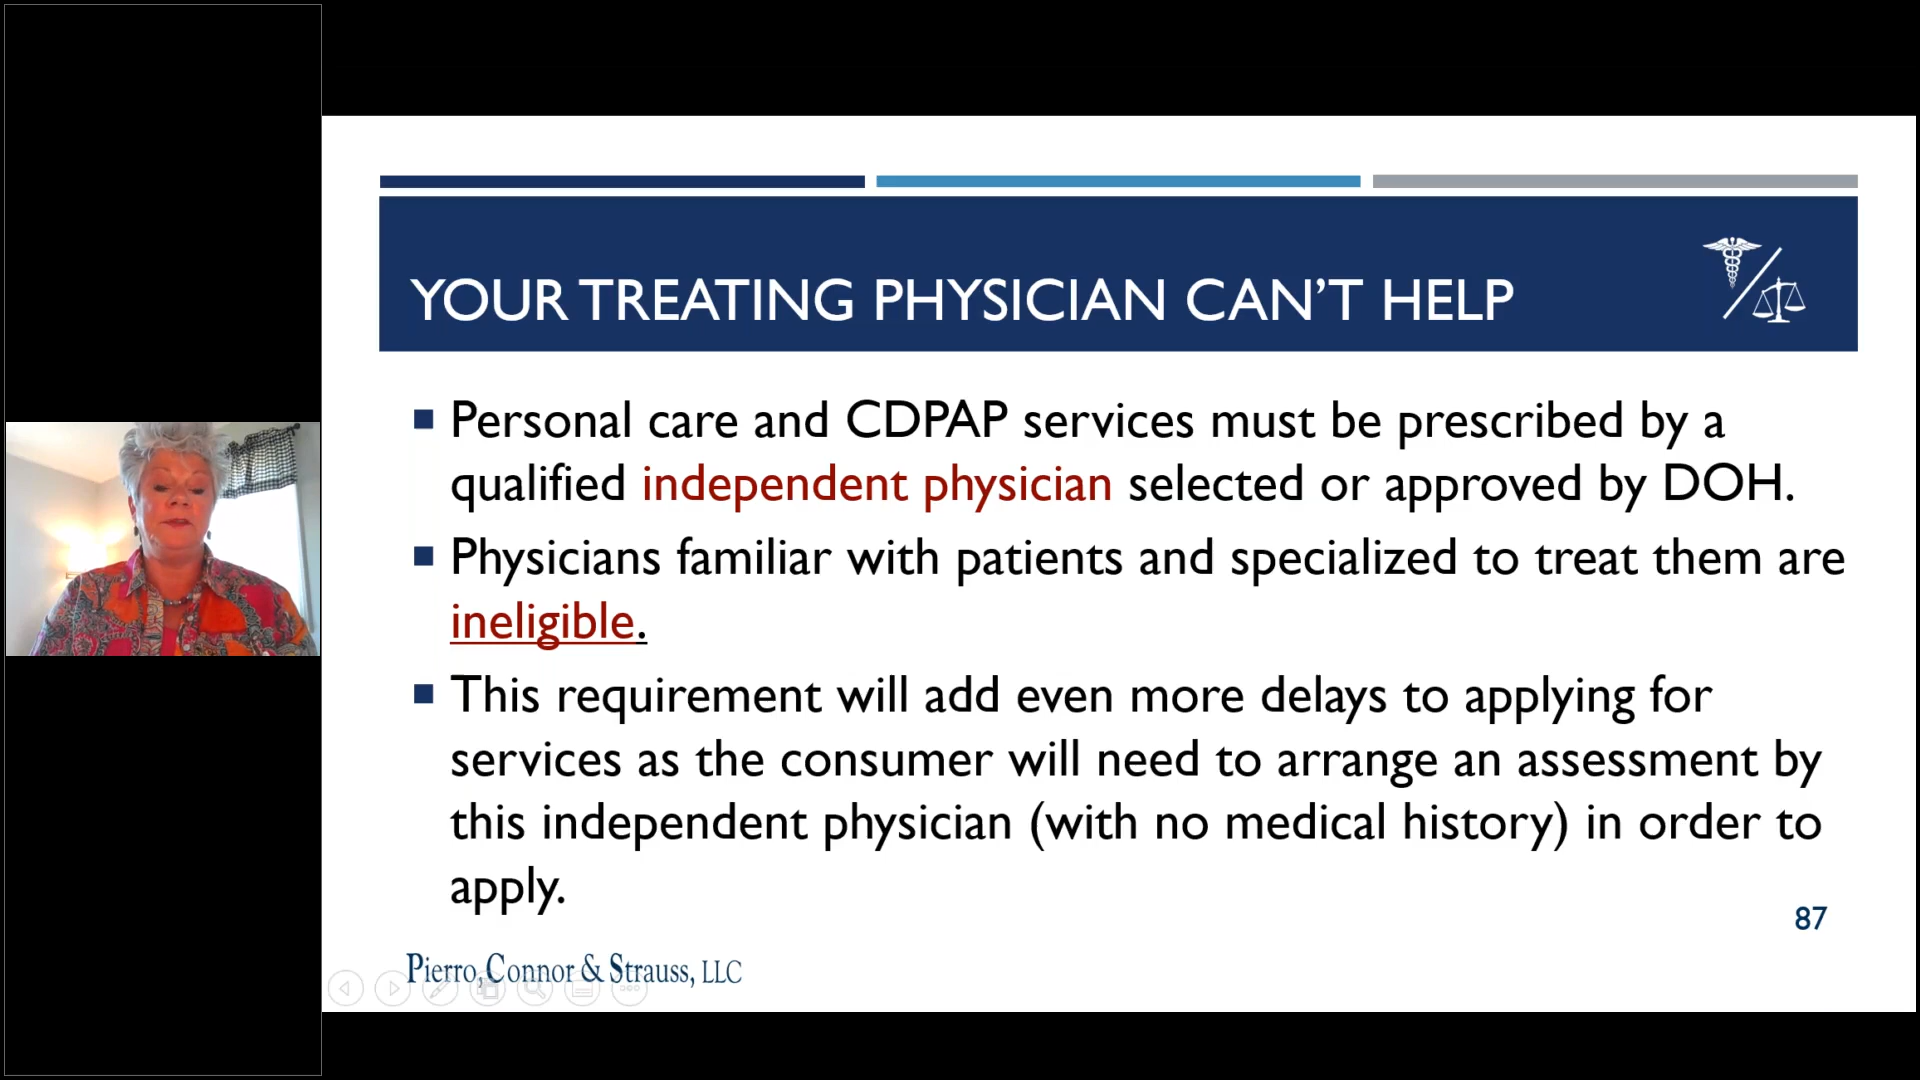 YOUR TREATING PHYSICIAN CAN'T HELP
Personal care and CDPAP services must be prescribed by a
qualified independent physician selected or approved by DOH.
Physicians familiar with patients and specialized to treat them are
ineligible.
This requirement will add even more delays to applying for
services as the consumer will need to arrange an assessment by
this independent physician (with no medical history) in order to
apply.
87
Pierro, Connor & Strauss, LLC